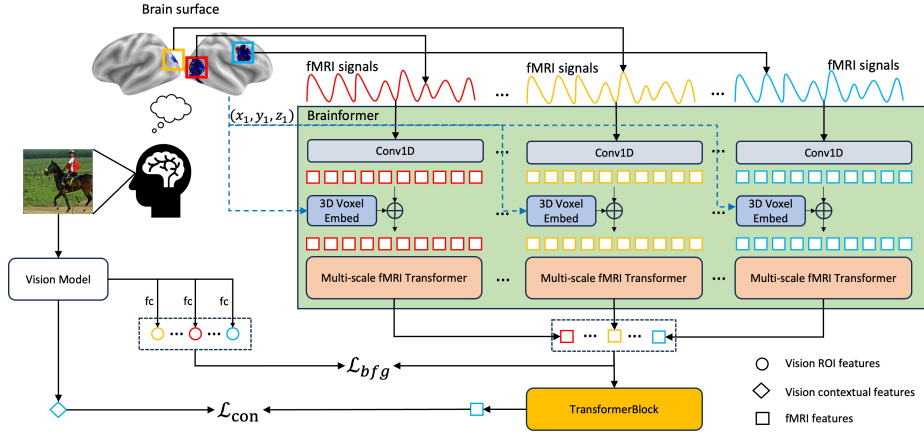 Brain surface
fMRI signals
fMRI signals
fMRI signals
...
...
(x₁, y₁, z₁)
Brainformer
Conv1D
Conv1D
Conv1D
...
...
3D Voxel
Embed
3D Voxel
Embed
3D Voxel
Embed
...
...
Multi-scale fMRI Transformer
Multi-scale fMRI Transformer
Multi-scale fMRI Transformer
...
...
Vision Model
fc
fc
fc
...
...
...
...
ℒ_bfg
ℒ_con
TransformerBlock
Vision ROI features
Vision contextual features
fMRI features